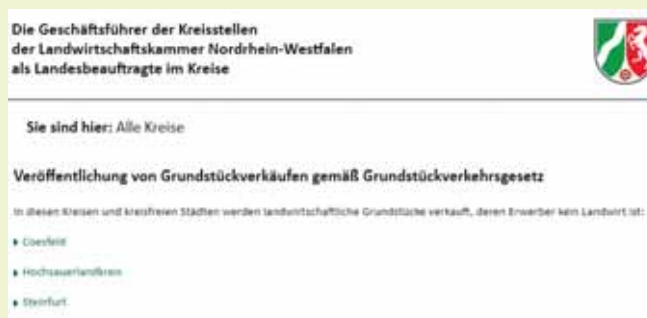 Die Geschäftsführer der Kreisstellen
der Landwirtschaftskammer Nordrhein-Westfalen
als Landesbeauftragte im Kreise
Sie sind hier: Alle Kreise
Veröffentlichung von Grundstückverkäufen gemäß Grundstückverkehrsgesetz
In diesen Kreisen und kreisfreien Städten werden landwirtschaftliche Grundstücke verkauft, deren Erwerber kein Landwirt ist:
Coesfeld
Hochsauerlandkreis
Steinfurt